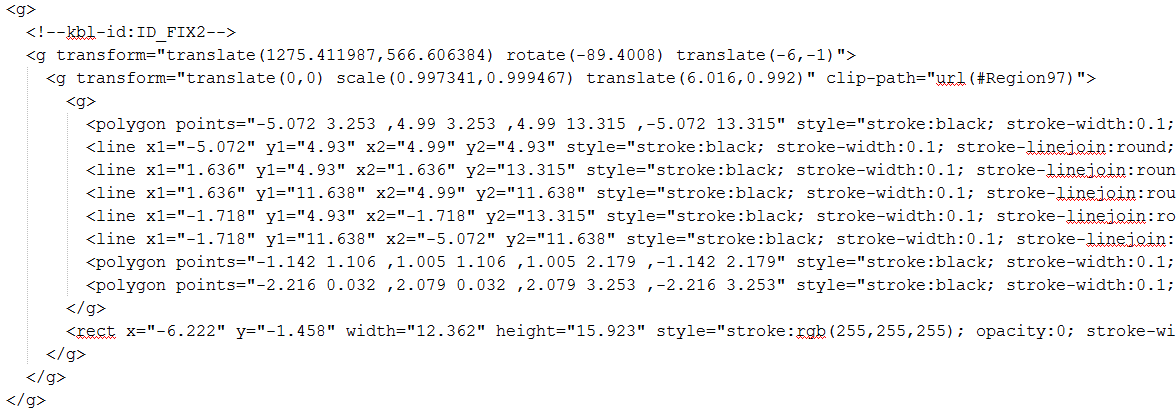 <g>
<!--kbl-id:ID_FIX2-->
<g transform="translate(1275.411987,566.606384) rotate(-89.4008) translate(-6,-1)">
<g transform="translate(0,0) scale(0.997341,0.999467) translate(6.016,0.992)" clip-path="url(#Region97)">
<g>
<polygon points="-5.072 3.253 ,4.99 3.253 ,4.99 13.315 ,-5.072 13.315" style="stroke:black; stroke-width:0.1;
<line x1="-5.072" y1="4.93" x2="4.99" y2="4.93" style="stroke:black; stroke-width:0.1; stroke-linejoin:round;
<line x1="1.636" y1="4.93" x2="1.636" y2="13.315" style="stroke:black; stroke-width:0.1; stroke-linejoin:roun
<line x1="1.636" y1="11.638" x2="4.99" y2="11.638" style="stroke:black; stroke-width:0.1; stroke-linejoin:rou
<line x1="-1.718" y1="4.93" x2="-1.718" y2="13.315" style="stroke:black; stroke-width:0.1; stroke-linejoin:ro
<line x1="-1.718" y1="11.638" x2="-5.072" y2="11.638" style="stroke:black; stroke-width:0.1; stroke-linejoin:
<polygon points="-1.142 1.106 ,1.005 1.106 ,1.005 2.179 ,-1.142 2.179" style="stroke:black; stroke-width:0.1;
<polygon points="-2.216 0.032 ,2.079 0.032 ,2.079 3.253 ,-2.216 3.253" style="stroke:black; stroke-width:0.1;
</g>
<rect x="-6.222" y="-1.458" width="12.362" height="15.923" style="stroke:rgb(255,255,255); opacity:0; stroke-wi
</g>
</g>
</g>